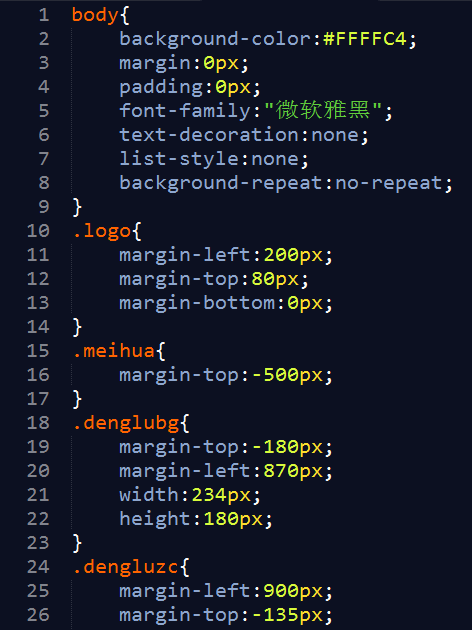 1 body{
2 background-color:#FFFFC4;
3 margin:0px;
4 padding:0px;
5 font-family:"微软雅黑";
6 text-decoration:none;
7 list-style:none;
8 background-repeat:no-repeat;
9 }
10 .logo{
11 margin-left:200px;
12 margin-top:80px;
13 margin-bottom:0px;
14 }
15 .meihua{
16 margin-top:-500px;
17 }
18 .denglubg{
19 margin-top:-180px;
20 margin-left:870px;
21 width:234px;
22 height:180px;
23 }
24 .dengluzc{
25 margin-left:900px;
26 margin-top:-135px;